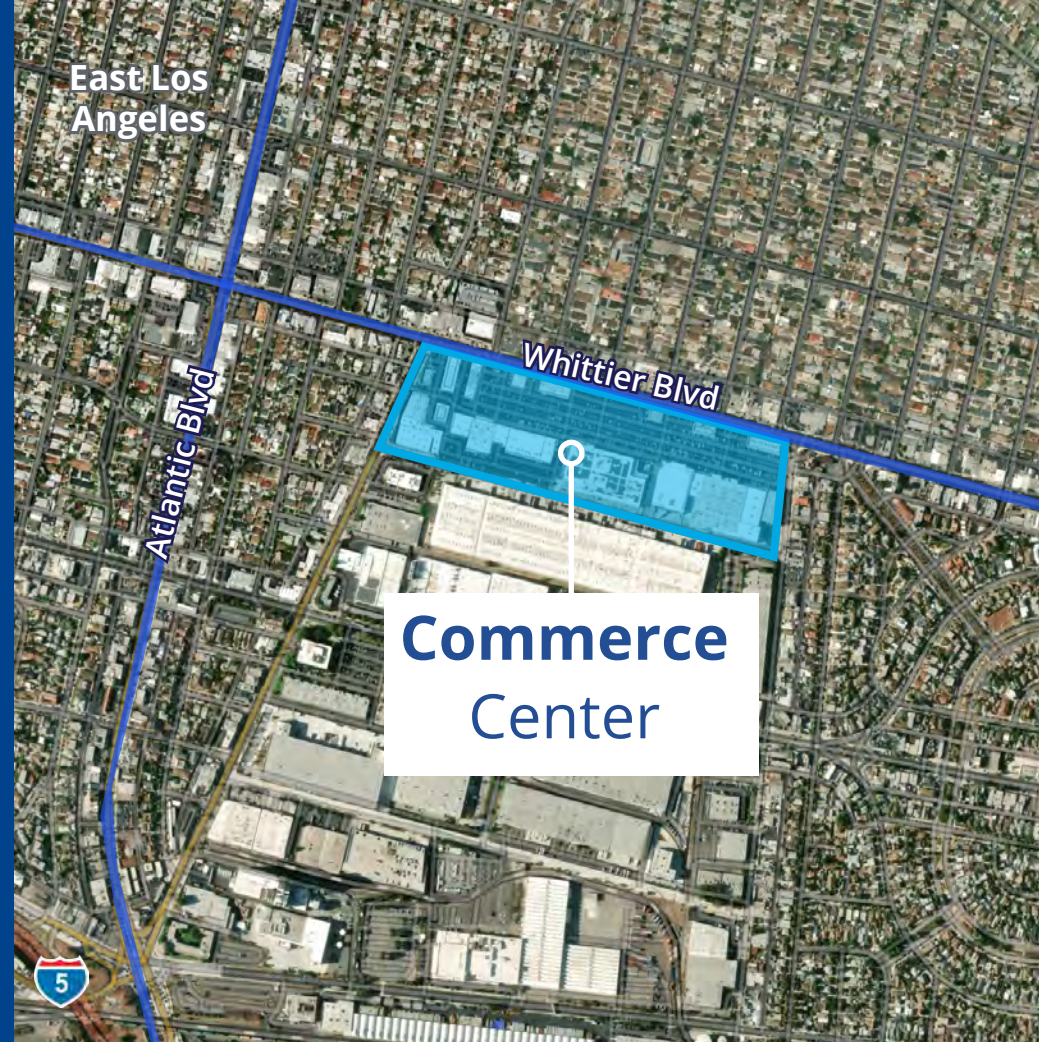 East Los
Angeles
Whittier Blvd
Atlantic Blvd
Commerce
Center
5